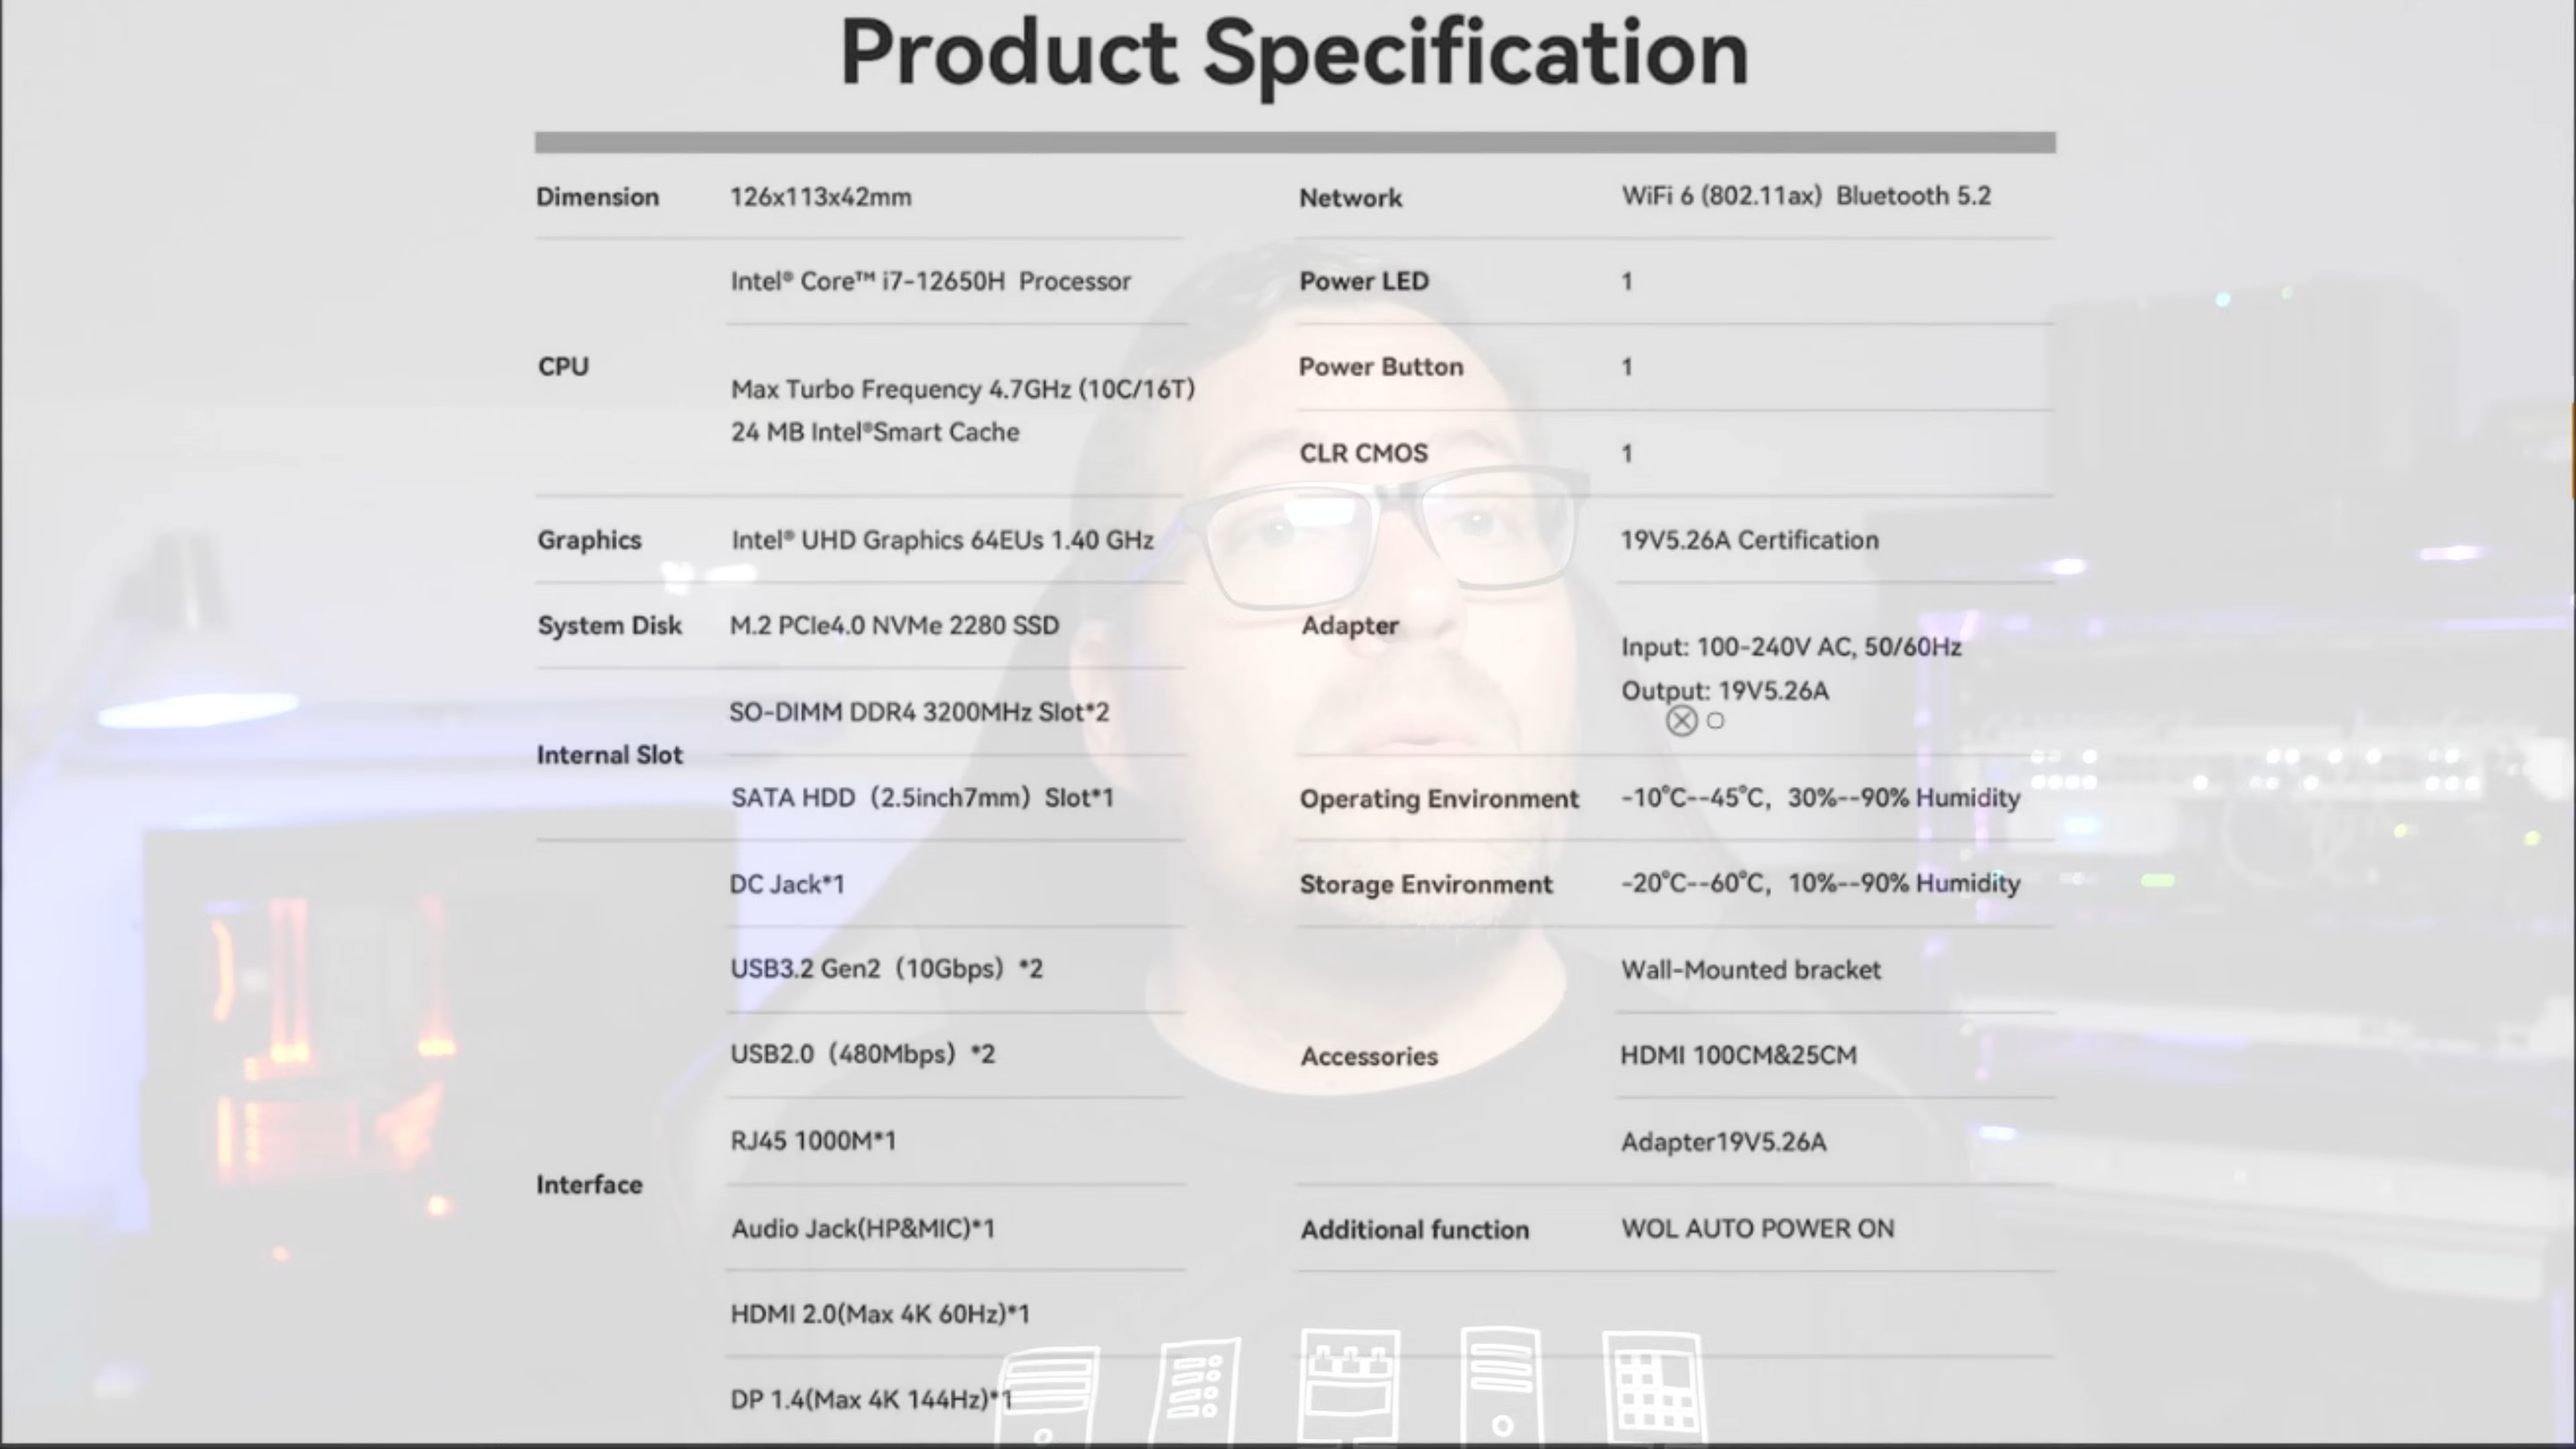 Product Specification
Dimension 126x113x42mm
CPU
Intel® Core™ i7-12650H Processor
Max Turbo Frequency 4.7GHz (10C/16T)
24 MB Intel®Smart Cache
Graphics Intel® UHD Graphics 64EUs 1.40 GHz
System Disk M.2 PCIe4.0 NVMe 2280 SSD
Internal Slot
SO-DIMM DDR4 3200MHz Slot*2
SATA HDD（2.5inch7mm）Slot*1
Interface
DC Jack*1
USB3.2 Gen2（10Gbps）*2
USB2.0（480Mbps）*2
RJ45 1000M*1
Audio Jack(HP&MIC)*1
HDMI 2.0(Max 4K 60Hz)*1
DP 1.4(Max 4K 144Hz)*1
Network WiFi 6 (802.11ax) Bluetooth 5.2
Power LED 1
Power Button 1
CLR CMOS 1
Adapter
19V5.26A Certification
Input: 100-240V AC, 50/60Hz
Output: 19V5.26A
Operating Environment -10°C--45°C, 30%--90% Humidity
Storage Environment -20°C--60°C, 10%--90% Humidity
Accessories
Wall-Mounted bracket
HDMI 100CM&25CM
Adapter19V5.26A
Additional function WOL AUTO POWER ON